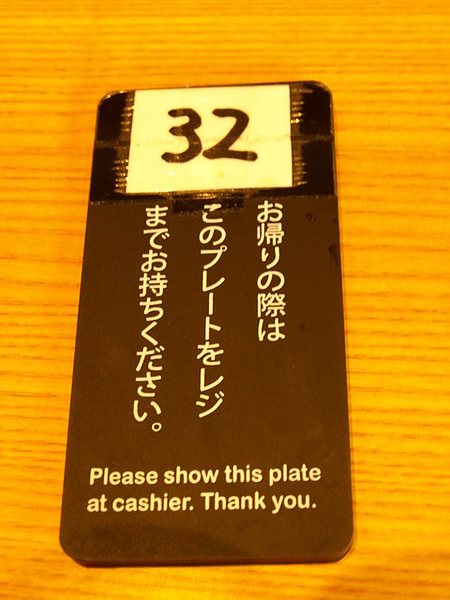 32
お帰りの際は
このプレートをレジ
までお持ちください。
Please show this plate
at cashier. Thank you.